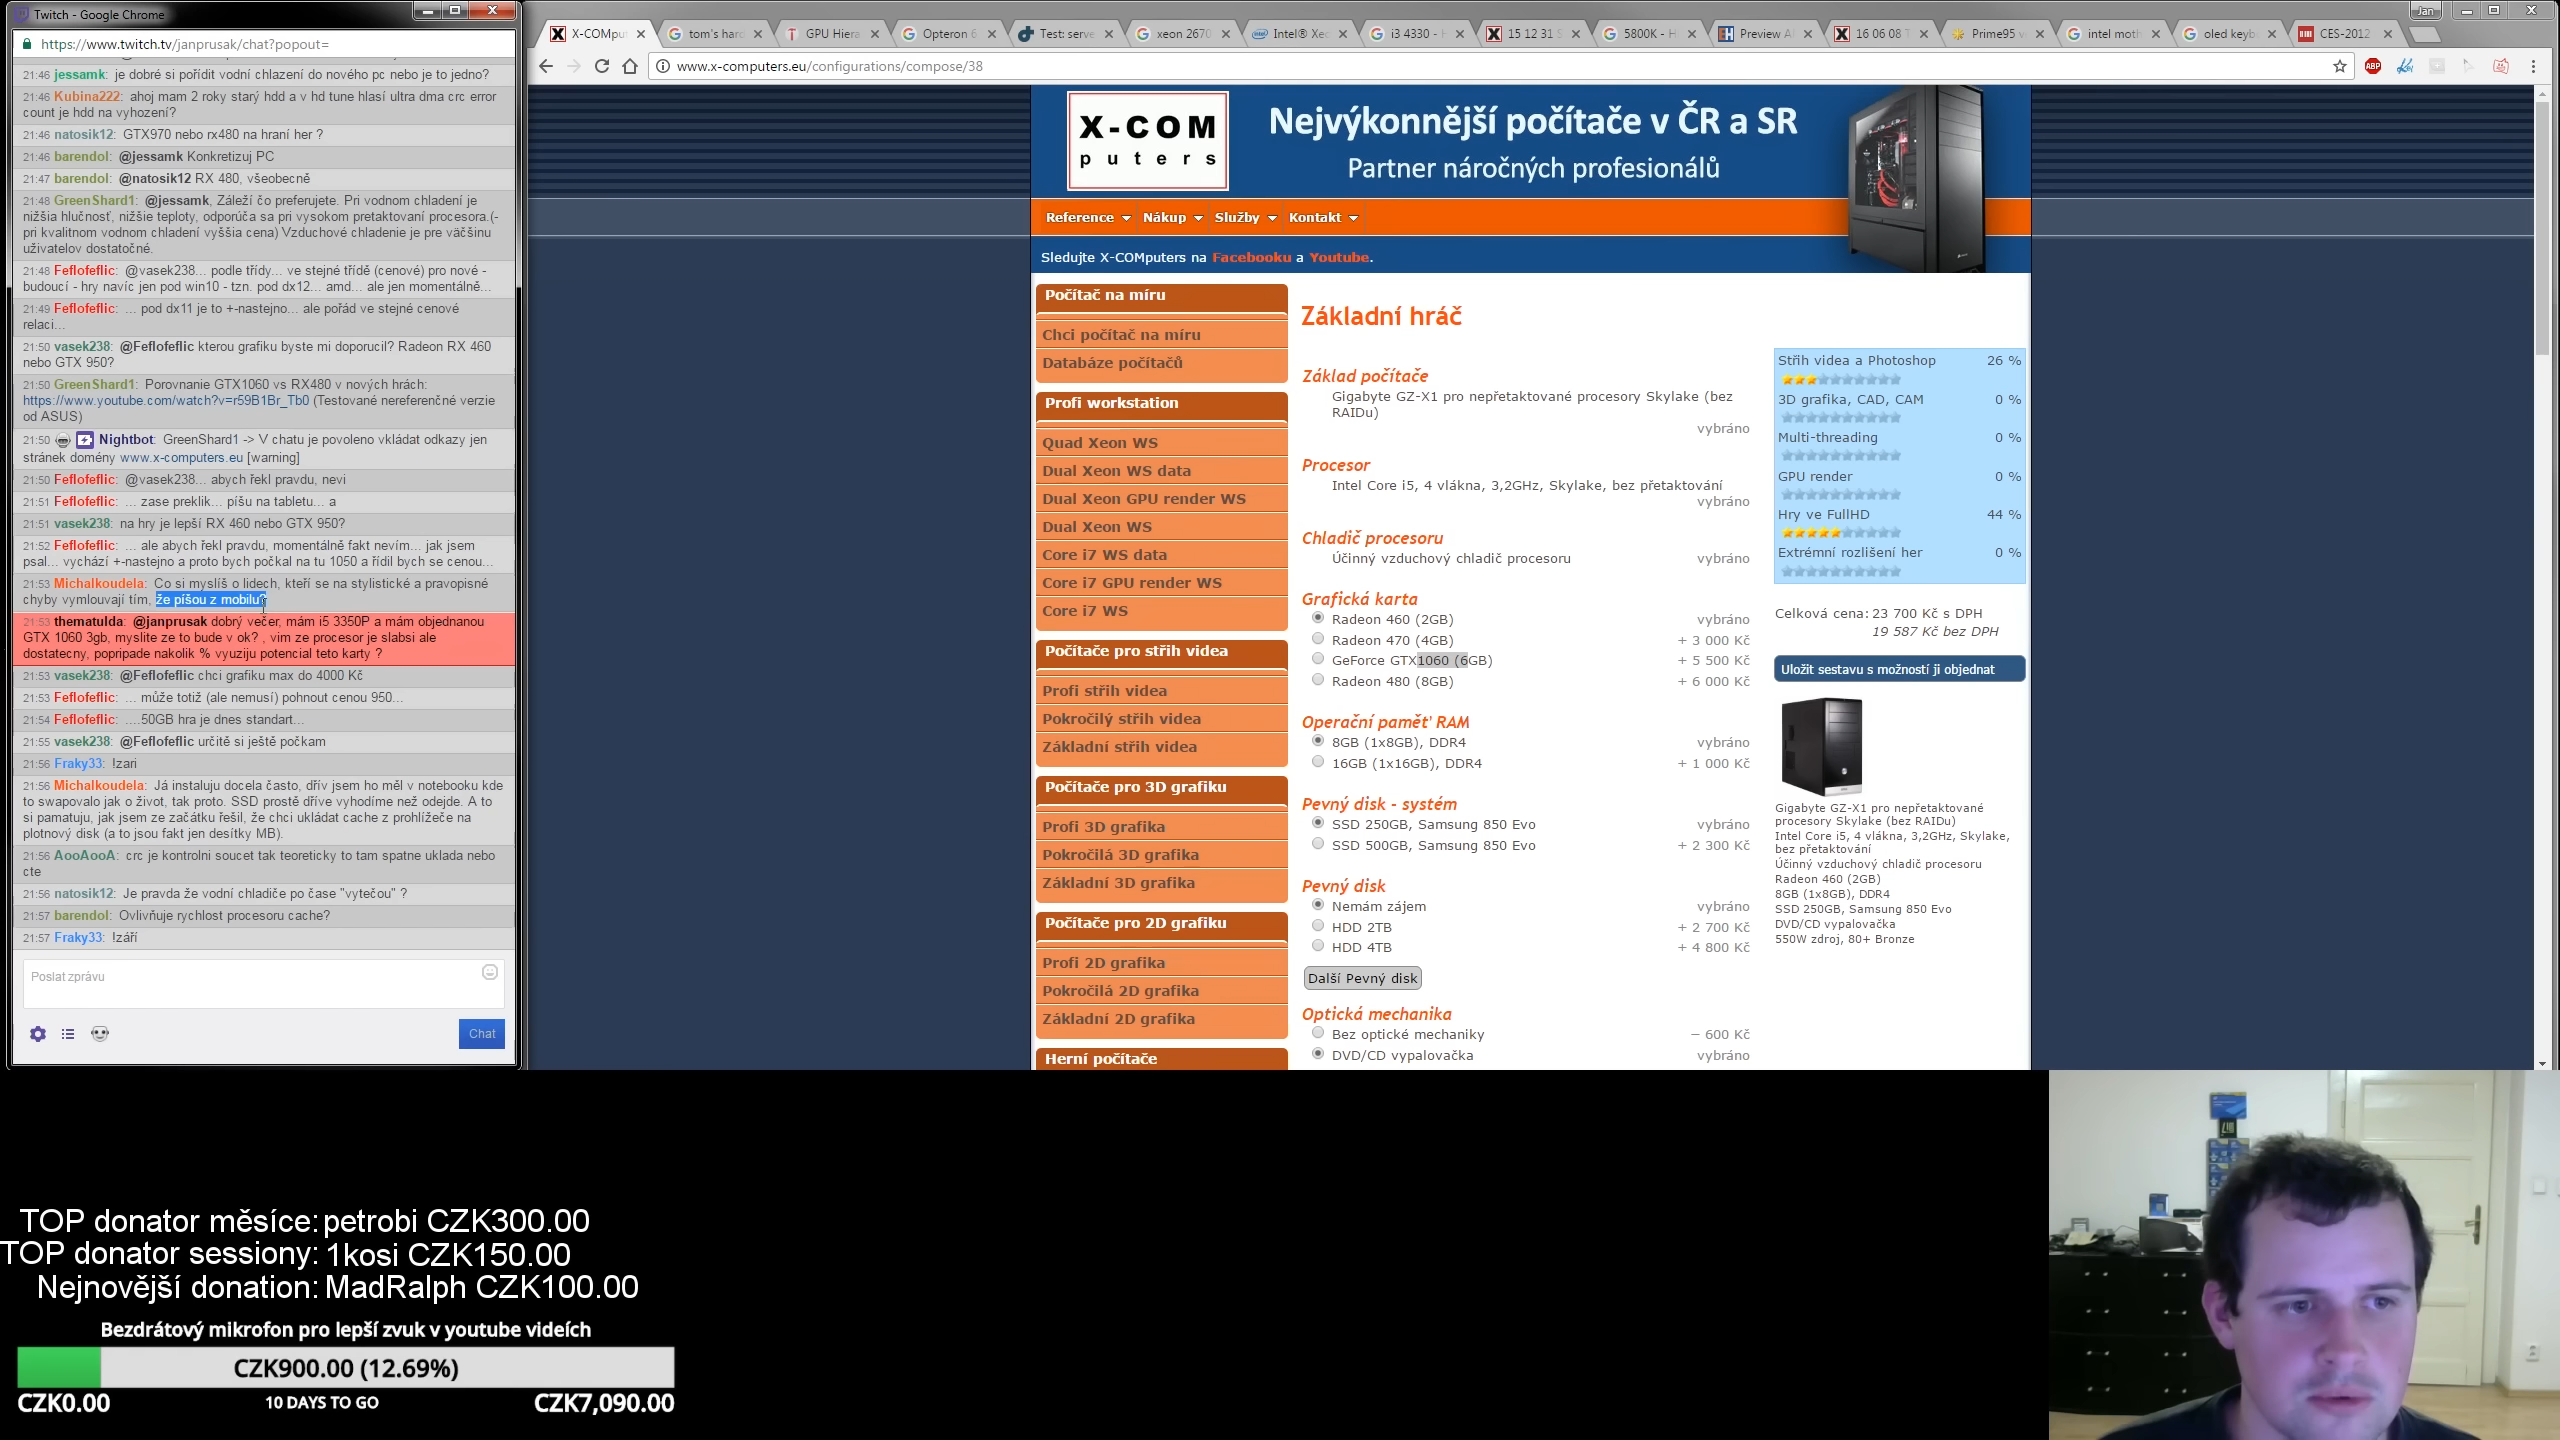 Twitch - Google Chrome
https://www.twitch.tv/janprusak/chat?popout=
21:46 jessamk: je dobré si pořídit vodní chlazení do nového pc nebo je to jedno?
21:46 Kubina222: ahoj mam 2 roky starý hdd a v hd tune hlasí ultra dma crc error
count je hdd na vyhození?
21:46 natosik12: GTX970 nebo rx480 na hraní her ?
21:46 barendol: @jessamk Konkretizuj PC
21:47 barendol: @natosik12 RX 480, všeobecně
21:48 GreenShard1: @jessamk, Záleží čo preferujete. Pri vodnom chladení je
nižšia hlučnosť, nižšie teploty, odporúča sa pri vysokom pretaktovaní procesora.(-
pri kvalitnom vodnom chladení vyššia cena) Vzduchové chladenie je pre väčšinu
uživatelov dostatočné.
21:48 Feflofeflic: @vasek238... podle třídy... ve stejné třídě (cenové) pro nové -
budoucí - hry navíc jen pod win10 - tzn. pod dx12... amd... ale jen momentálně...
21:49 Feflofeflic: ... pod dx11 je to +-nastejno... ale pořád ve stejné cenové
relaci...
21:50 vasek238: @Feflofeflic kterou grafiku byste mi doporucil? Radeon RX 460
nebo GTX 950?
21:50 GreenShard1: Porovnanie GTX1060 vs RX480 v nových hrách:
https://www.youtube.com/watch?v=r59B1Br_Tb0 (Testované nereferenčné verzie
od ASUS)
21:50 Nightbot: GreenShard1 -> V chatu je povoleno vkládat odkazy jen
stránek domény www.x-computers.eu [warning]
21:50 Feflofeflic: @vasek238... abych řekl pravdu, nevi
21:51 Feflofeflic: ... zase preklik... píšu na tabletu... a
21:51 vasek238: na hry je lepší RX 460 nebo GTX 950?
21:52 Feflofeflic: ... ale abych řekl pravdu, momentálně fakt nevím... jak jsem
psal... vychází +-nastejno a proto bych počkal na tu 1050 a řídil bych se cenou...
21:53 Michalkoudela: Co si myslíš o lidech, kteří se na stylistické a pravopisné
chyby vymlouvají tím, že píšou z mobilu?
21:53 thematulda: @janprusak dobrý večer, mám i5 3350P a mám objednanou
GTX 1060 3gb, myslite ze to bude v ok? , vim ze procesor je slabsi ale
dostatecny, popripade nakolik % vyuziju potencial teto karty ?
21:53 vasek238: @Feflofeflic chci grafiku max do 4000 Kč
21:53 Feflofeflic: ... může totiž (ale nemusí) pohnout cenou 950...
21:54 Feflofeflic: ....50GB hra je dnes standart...
21:55 vasek238: @Feflofeflic určitě si ještě počkam
21:56 Fraky33: !zari
21:56 Michalkoudela: Já instaluju docela často, dřív jsem ho měl v notebooku kde
to swapovalo jak o život, tak proto. SSD prostě dříve vyhodíme než odejde. A to
si pamatuju, jak jsem ze začátku řešil, že chci ukládat cache z prohlížeče na
plotnový disk (a to jsou fakt jen desítky MB).
21:56 AooAooA: crc je kontrolni soucet tak teoreticky to tam spatne uklada nebo
cte
21:56 natosik12: Je pravda že vodní chladiče po čase "vytečou" ?
21:57 barendol: Ovlivňuje rychlost procesoru cache?
21:57 Fraky33: !září
Poslat zprávu
Chat
X-COMpu
tom's hard
GPU Hiera
Opteron 6
Test: serve
xeon 2670
Intel® Xeo
i3 4330 - H
15 12 31 S
5800K - H
Preview A
16 06 08 T
Prime95 v
intel moth
oled keyb
CES-2012
Jan
www.x-computers.eu/configurations/compose/38
ABP
X-COM
puters
Nejvýkonnější počítače v ČR a SR
Partner náročných profesionálů
Reference Nákup Služby Kontakt
Sledujte X-COMputers na Facebooku a Youtube.
Počítač na míru
Chci počítač na míru
Databáze počítačů
Profi workstation
Quad Xeon WS
Dual Xeon WS data
Dual Xeon GPU render WS
Dual Xeon WS
Core i7 WS data
Core i7 GPU render WS
Core i7 WS
Počítače pro střih videa
Profi střih videa
Pokročilý střih videa
Základní střih videa
Počítače pro 3D grafiku
Profi 3D grafika
Pokročilá 3D grafika
Základní 3D grafika
Počítače pro 2D grafiku
Profi 2D grafika
Pokročilá 2D grafika
Základní 2D grafika
Herní počítače
Základní hráč
Základ počítače
Gigabyte GZ-X1 pro nepřetaktované procesory Skylake (bez
RAIDu)
vybráno
Procesor
Intel Core i5, 4 vlákna, 3,2GHz, Skylake, bez přetaktování
vybráno
Chladič procesoru
Účinný vzduchový chladič procesoru vybráno
Grafická karta
Radeon 460 (2GB) vybráno
Radeon 470 (4GB) + 3 000 Kč
GeForce GTX1060 (6GB) + 5 500 Kč
Radeon 480 (8GB) + 6 000 Kč
Operační paměť RAM
8GB (1x8GB), DDR4 vybráno
16GB (1x16GB), DDR4 + 1 000 Kč
Pevný disk - systém
SSD 250GB, Samsung 850 Evo vybráno
SSD 500GB, Samsung 850 Evo + 2 300 Kč
Pevný disk
Nemám zájem vybráno
HDD 2TB + 2 700 Kč
HDD 4TB + 4 800 Kč
Další Pevný disk
Optická mechanika
Bez optické mechaniky − 600 Kč
DVD/CD vypalovačka vybráno
Střih videa a Photoshop 26 %
3D grafika, CAD, CAM 0 %
Multi-threading 0 %
GPU render 0 %
Hry ve FullHD 44 %
Extrémní rozlišení her 0 %
Celková cena: 23 700 Kč s DPH
19 587 Kč bez DPH
Uložit sestavu s možností ji objednat
Gigabyte GZ-X1 pro nepřetaktované
procesory Skylake (bez RAIDu)
Intel Core i5, 4 vlákna, 3,2GHz, Skylake,
bez přetaktování
Účinný vzduchový chladič procesoru
Radeon 460 (2GB)
8GB (1x8GB), DDR4
SSD 250GB, Samsung 850 Evo
DVD/CD vypalovačka
550W zdroj, 80+ Bronze
TOP donator měsíce: petrobi CZK300.00
TOP donator sessiony: 1kosi CZK150.00
Nejnovější donation: MadRalph CZK100.00
Bezdrátový mikrofon pro lepší zvuk v youtube videích
CZK900.00 (12.69%)
CZK0.00 10 DAYS TO GO CZK7,090.00